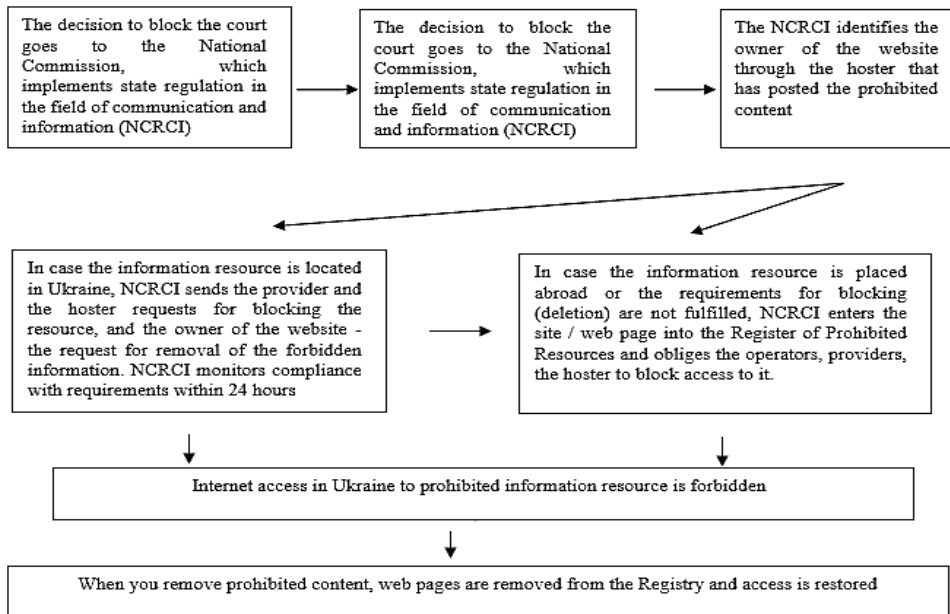 The decision to block the court
goes to the National
Commission, which
implements state regulation in
the field of communication and
information (NCRCI)
The decision to block the
court goes to the National
Commission, which
implements state regulation in
the field of communication
and information (NCRCI)
The NCRCI identifies the
owner of the website
through the hoster that
has posted the prohibited
content
In case the information resource is located
in Ukraine, NCRCI sends the provider and
the hoster requests for blocking the
resource, and the owner of the website -
the request for removal of the forbidden
information. NCRCI monitors compliance
with requirements within 24 hours
In case the information resource is placed
abroad or the requirements for blocking
(deletion) are not fulfilled, NCRCI enters the
site / web page into the Register of Prohibited
Resources and obliges the operators, providers,
the hoster to block access to it.
Internet access in Ukraine to prohibited information resource is forbidden
When you remove prohibited content, web pages are removed from the Registry and access is restored